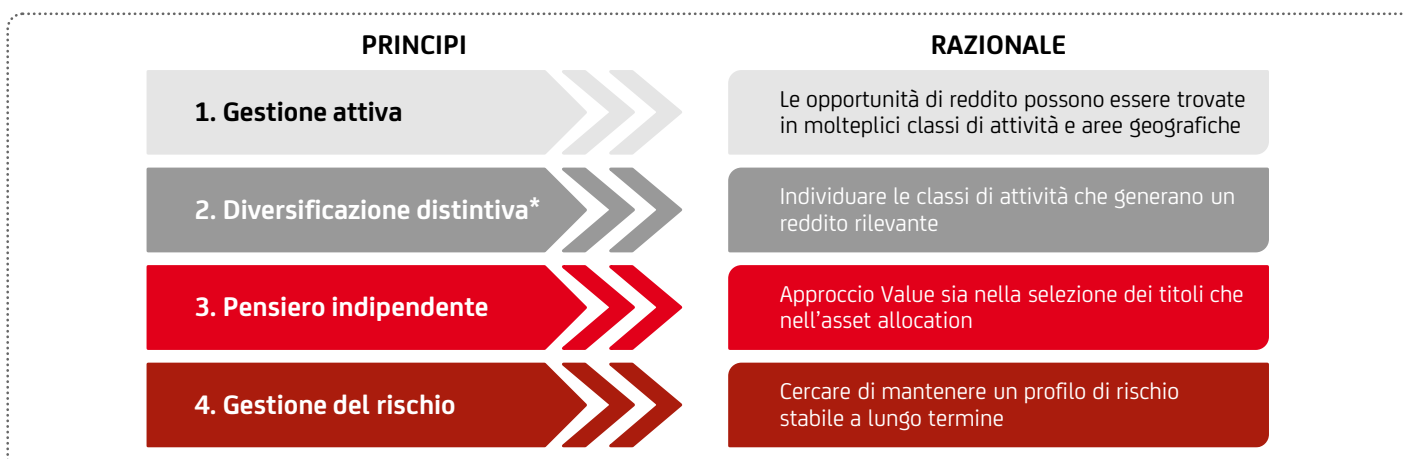 PRINCIPI
RAZIONALE
1. Gestione attiva
Le opportunità di reddito possono essere trovate
in molteplici classi di attività e aree geografiche
2. Diversificazione distintiva*
Individuare le classi di attività che generano un
reddito rilevante
3. Pensiero indipendente
Approccio Value sia nella selezione dei titoli che
nell’asset allocation
4. Gestione del rischio
Cercare di mantenere un profilo di rischio
stabile a lungo termine